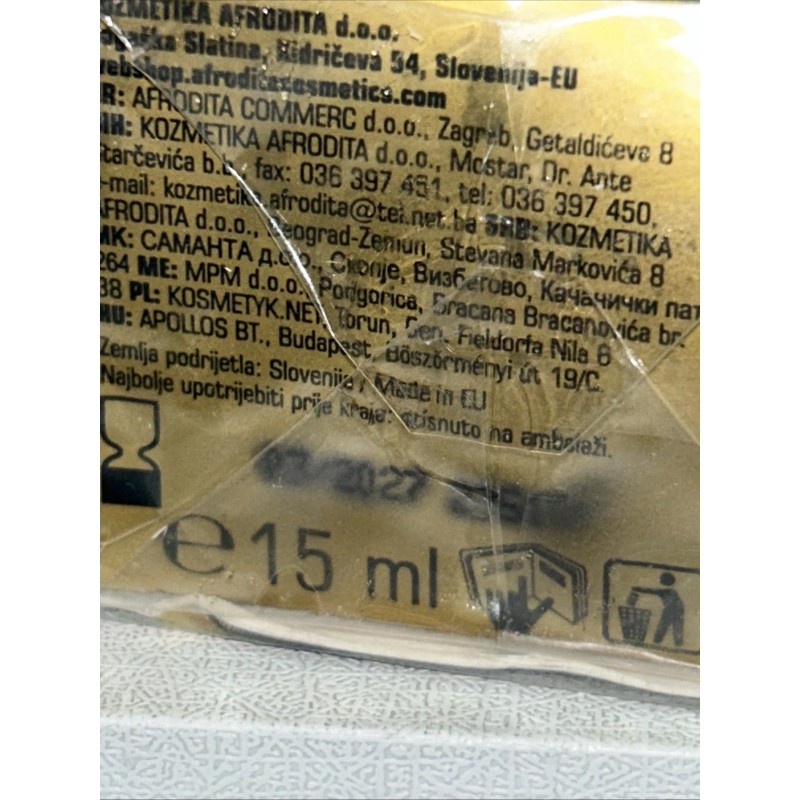 KOZMETIKA AFRODITA d.o.o.
Slatina, Kidričeva 54, Slovenija-EU
webshop.afroditacosmetics.com
HR: AFRODITA COMMERC d.o.o., Zagreb, Getaldićeva 8
KOZMETIKA AFRODITA d.o.o., Mostar, Dr. Ante
Starčevića b.b., fax: 036 397 451, tel: 036 397 450,
e-mail: kozmetika.afrodita@tel.net.ba SRB: KOZMETIKA
AFRODITA d.o.o., Beograd-Zemun, Stevana Markovića 8
MK: САМАНТА д.о.о., Скопје, Визбегово, Качанички пат
264 ME: MPM d.o.o., Podgorica, Bracana Bracanovića br.
38 PL: KOSMETYK.NET, Torun, Gen. Fieldorfa Nila 6
HU: APOLLOS BT., Budapest, Böszörményi út 19/C.
Zemlja podrijetla: Slovenija / Made in EU
Najbolje upotrijebiti prije kraja: otisnuto na ambalaži.
/2027
e 15 ml